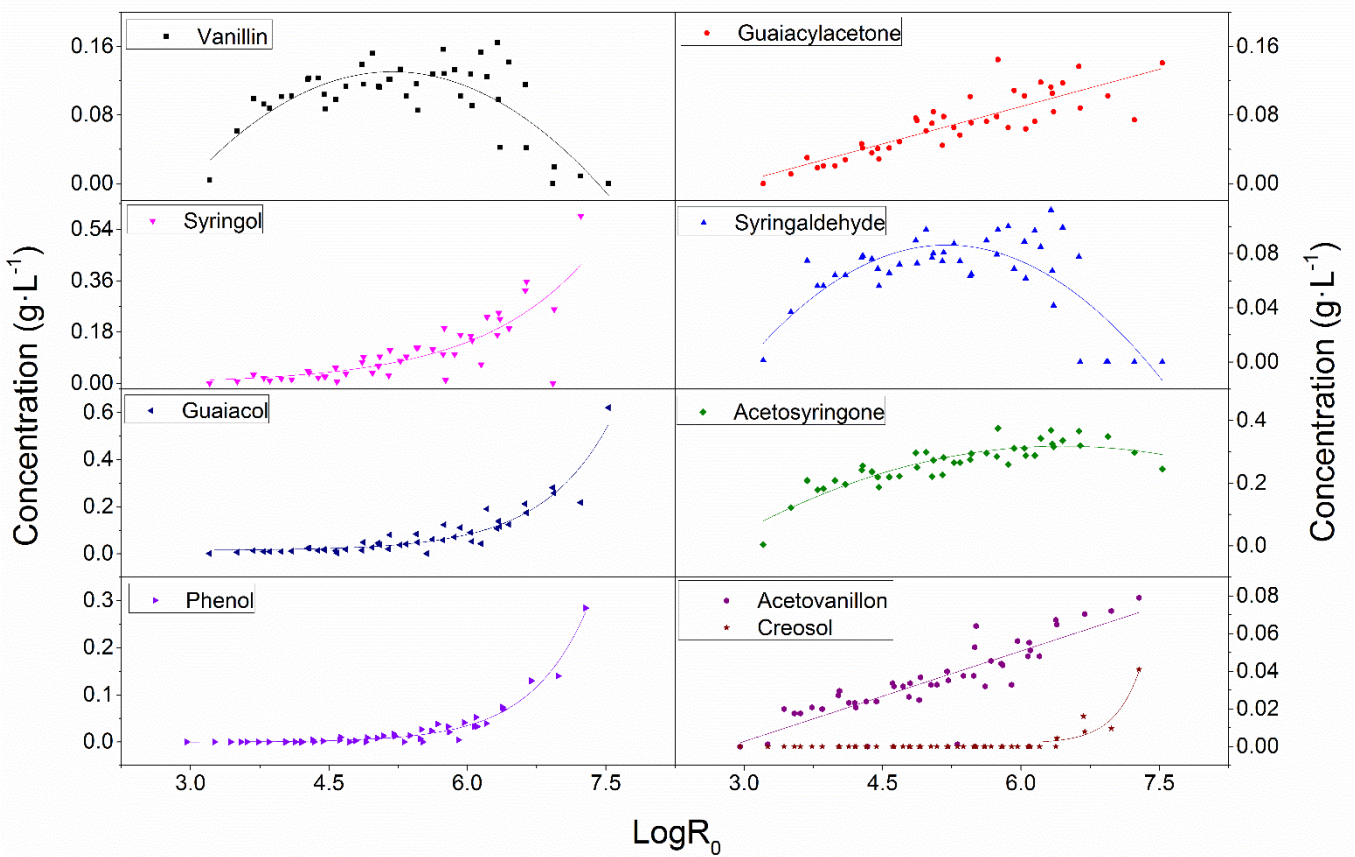 Vanillin
0.16
0.08
0.00
Guaiacylacetone
0.16
0.08
0.00
Syringol
0.54
0.36
0.18
0.00
Syringaldehyde
0.08
0.04
0.00
Guaiacol
0.6
0.4
0.2
0.0
Acetosyringone
0.4
0.2
0.0
Phenol
0.3
0.2
0.1
0.0
Acetovanillon
Creosol
0.08
0.06
0.04
0.02
0.00
3.0 4.5 6.0 7.5
3.0 4.5 6.0 7.5
Concentration (g·L⁻¹)
Concentration (g·L⁻¹)
LogR₀